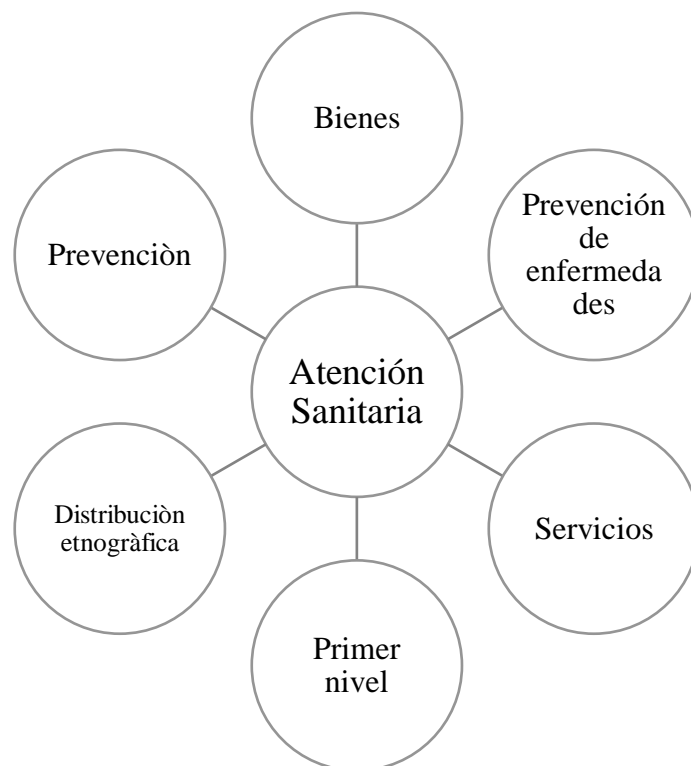 Bienes
Prevenciòn
Prevención
de
enfermeda
des
Atención
Sanitaria
Distribuciòn
etnogràfica
Servicios
Primer
nivel